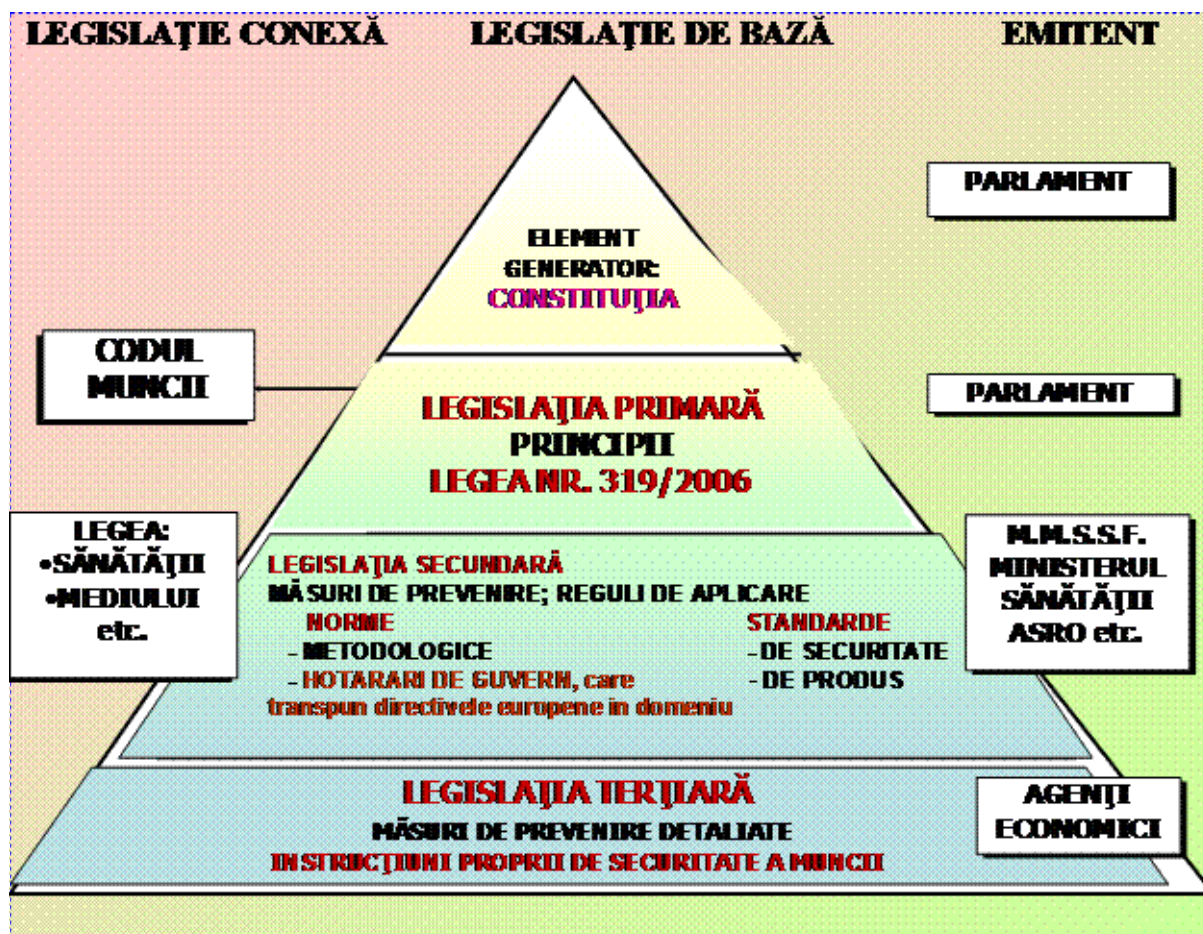 LEGISLAŢIE CONEXĂ LEGISLAŢIE DE BAZĂ EMITENT
PARLAMENT
ELEMENT
GENERATOR:
CONSTITUŢIA
CODUL
MUNCII
LEGISLAŢIA PRIMARĂ
PRINCIPII
LEGEA NR. 319/2006
PARLAMENT
LEGEA:
•SĂNĂTĂŢII
•MEDIULUI
etc.
LEGISLAŢIA SECUNDARĂ
MĂSURI DE PREVENIRE; REGULI DE APLICARE
NORME STANDARDE
- METODOLOGICE - DE SECURITATE
- HOTARARI DE GUVERN, care - DE PRODUS
transpun directivele europene in domeniu
M.M.S.S.F.
MINISTERUL
SĂNĂTĂŢII
ASRO etc.
LEGISLAŢIA TERŢIARĂ
MĂSURI DE PREVENIRE DETALIATE
INSTRUCŢIUNI PROPRII DE SECURITATE A MUNCII
AGENŢI
ECONOMICI